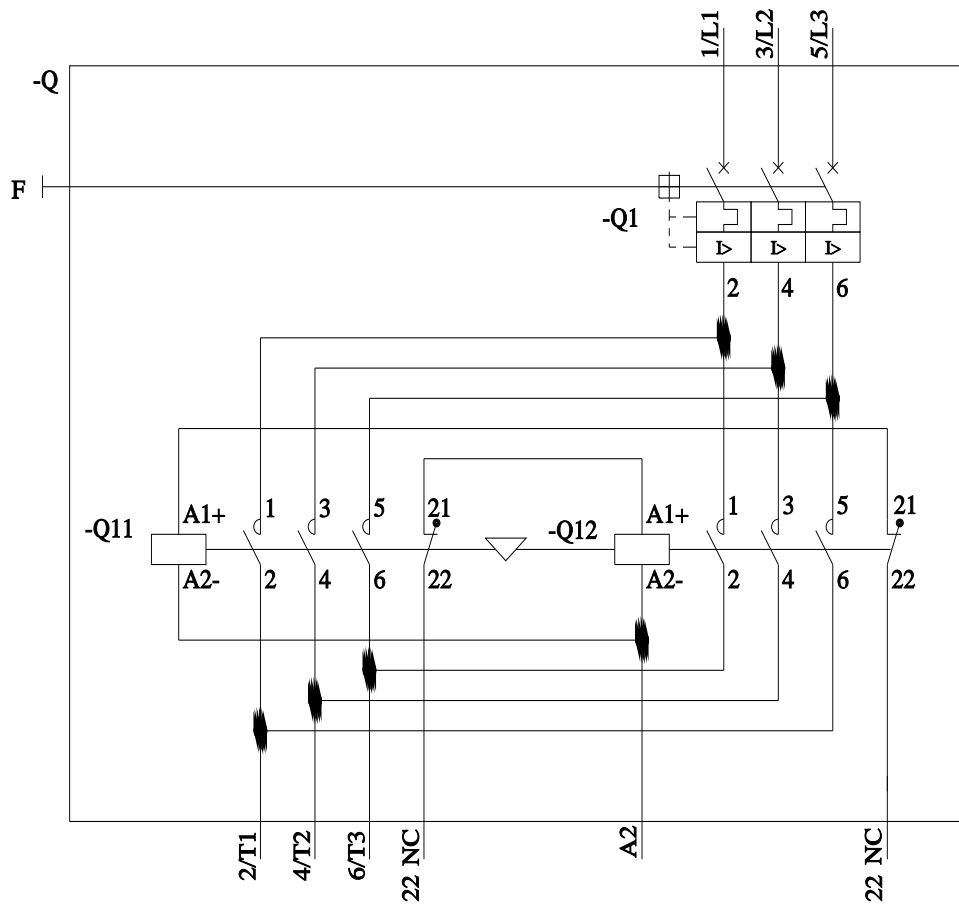 1/L1 3/L2 5/L3
-Q
F
-Q1
I> I> I>
2 4 6
1 3 5 21 1 3 5 21
A1+ A1+
-Q11 -Q12
A2- 2 4 6 22 A2- 2 4 6 22
2/T1 4/T2 6/T3 22 NC A2 22 NC